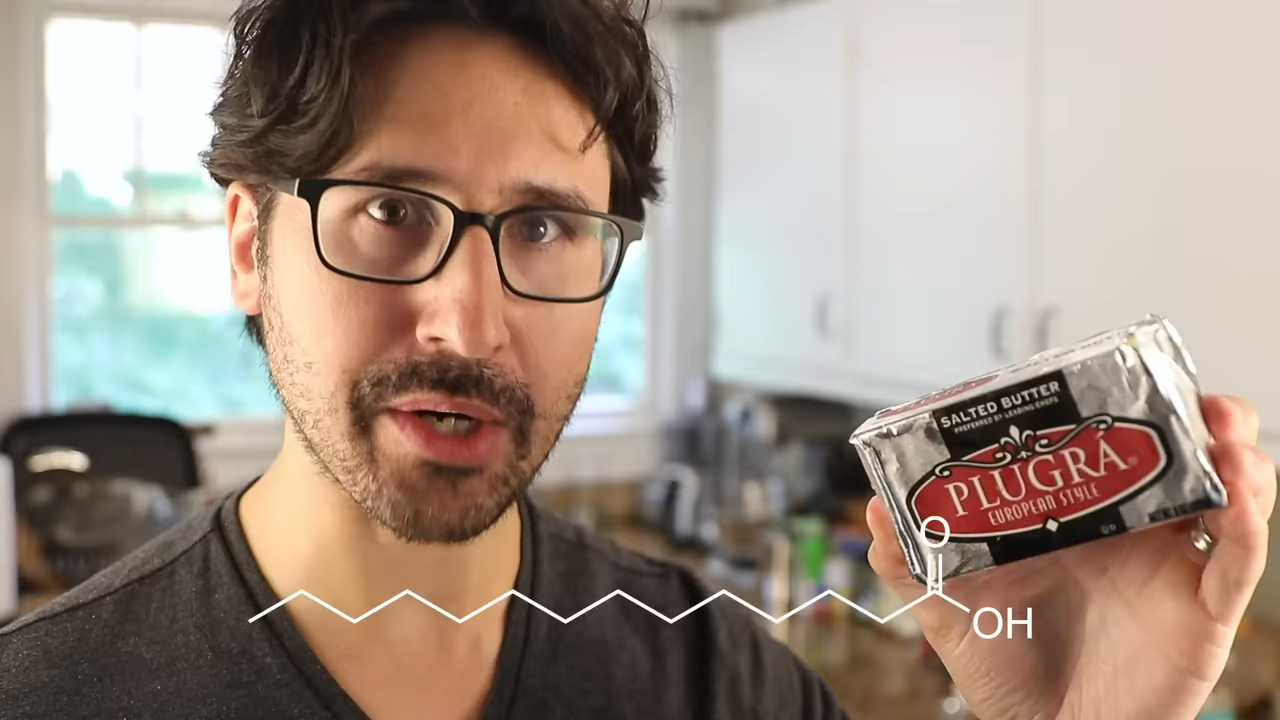 SALTED BUTTER
PREFERRED BY LEADING CHEFS
PLUGRÁ®
EUROPEAN STYLE
O
OH